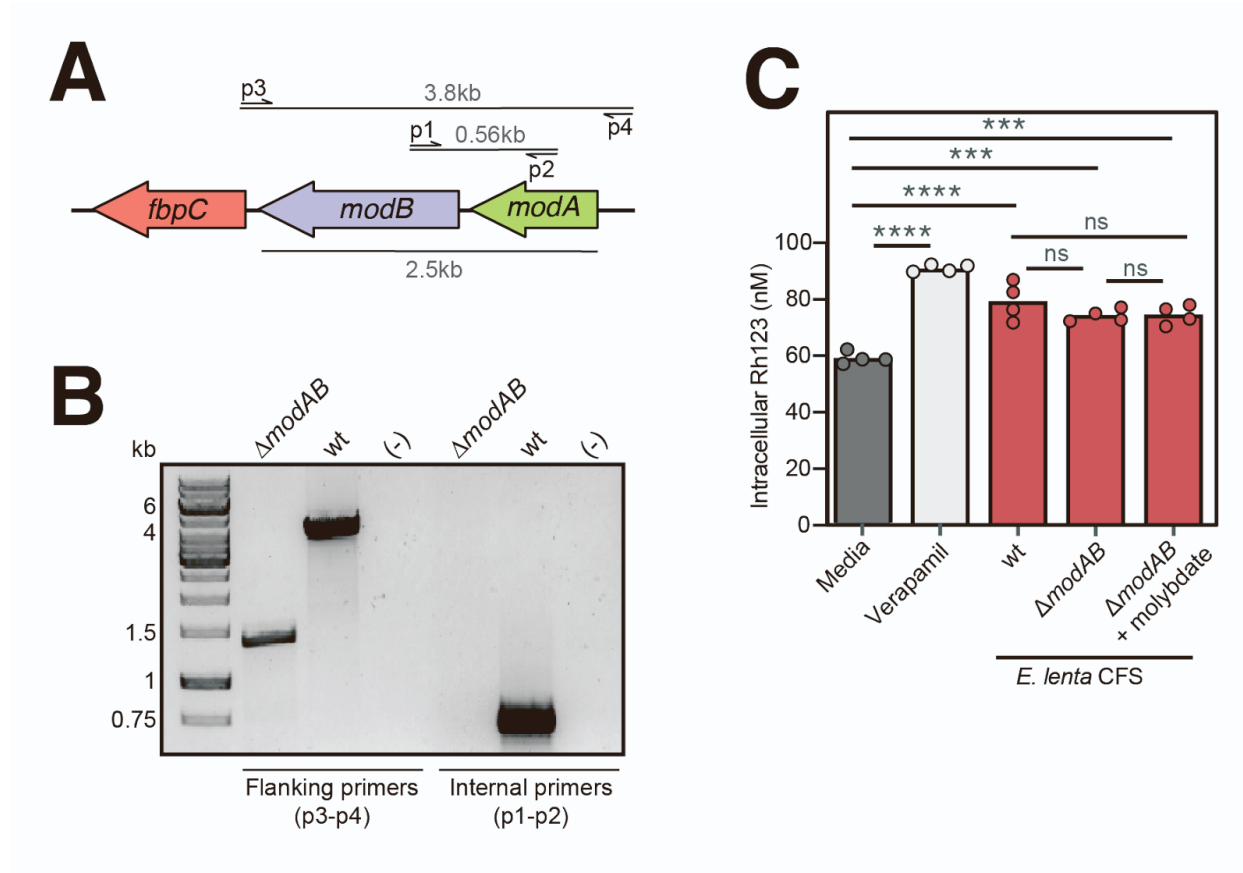 A
p3
3.8kb
p4
p1
0.56kb
p2
fbpC
modB
modA
2.5kb
B
kb
ΔmodAB
wt
(-)
ΔmodAB
wt
(-)
6
4
1.5
1
0.75
Flanking primers
(p3-p4)
Internal primers
(p1-p2)
C
***
***
****
****
ns
ns
ns
Intracellular Rh123 (nM)
100
80
60
40
20
0
Media
Verapamil
wt
ΔmodAB
ΔmodAB
+ molybdate
E. lenta CFS